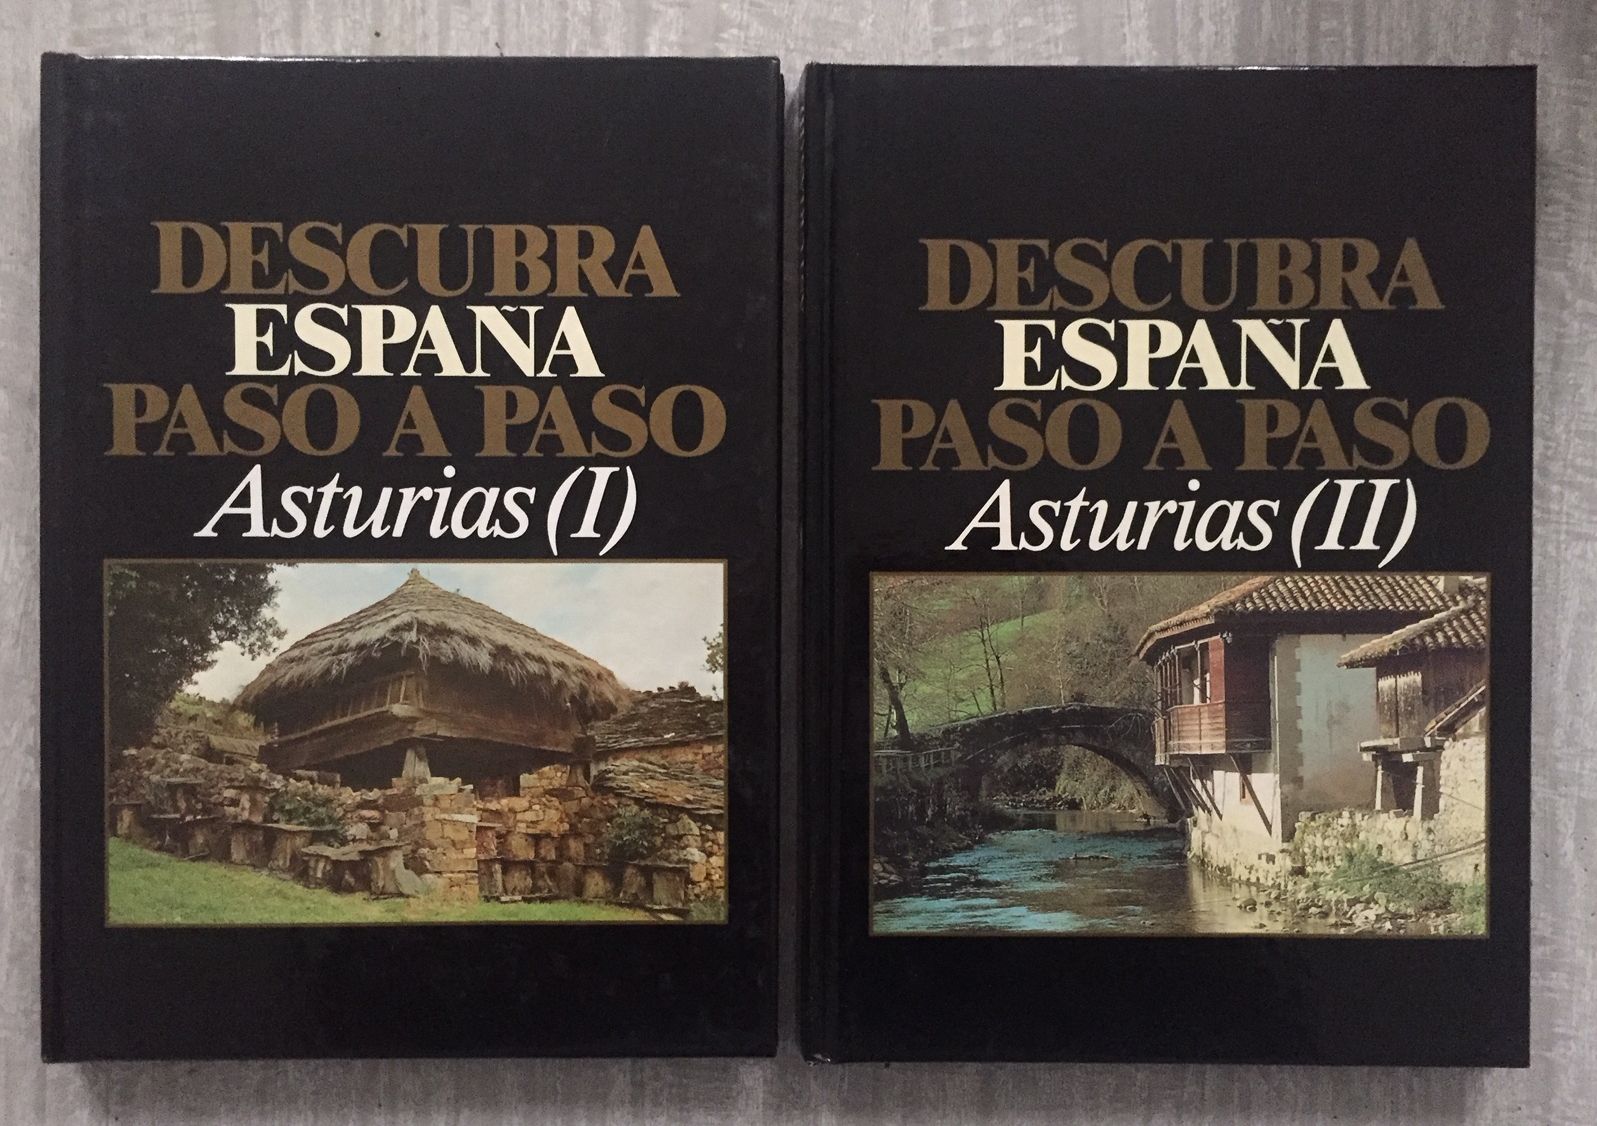 DESCUBRA
ESPAÑA
PASO A PASO
Asturias (I)
DESCUBRA
ESPAÑA
PASO A PASO
Asturias (II)